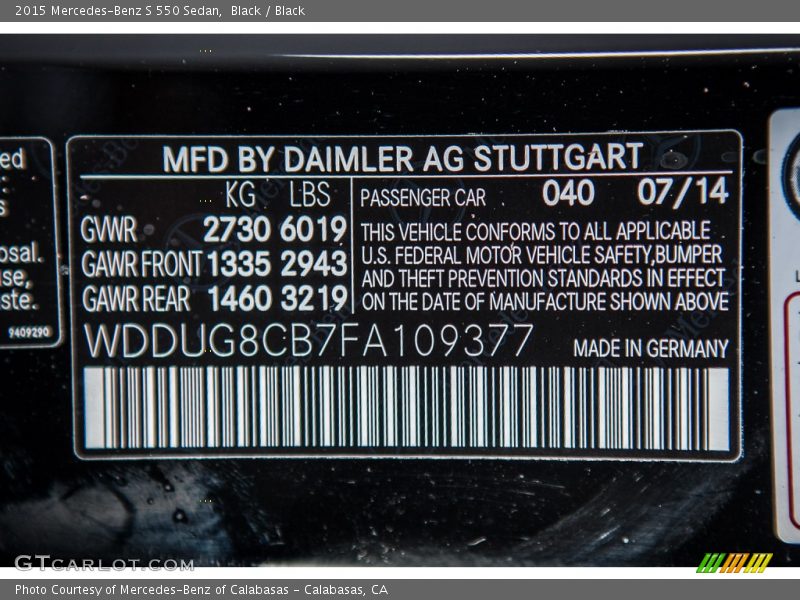 2015 Mercedes-Benz S 550 Sedan, Black / Black
MFD BY DAIMLER AG STUTTGART
KG LBS
GWR 2730 6019
GAWR FRONT 1335 2943
GAWR REAR 1460 3219
PASSENGER CAR 040 07/14
THIS VEHICLE CONFORMS TO ALL APPLICABLE
U.S. FEDERAL MOTOR VEHICLE SAFETY,BUMPER
AND THEFT PREVENTION STANDARDS IN EFFECT
ON THE DATE OF MANUFACTURE SHOWN ABOVE
WDDUG8CB7FA109377
MADE IN GERMANY
ed
osal.
use,
ste.
9409290
GTCARLOT.COM
Photo Courtesy of Mercedes-Benz of Calabasas - Calabasas, CA